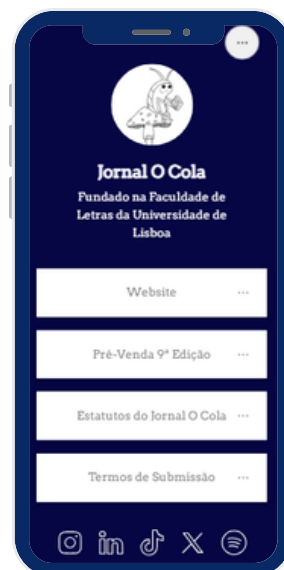 Jornal O Cola
Fundado na Faculdade de
Letras da Universidade de
Lisboa
Website
Pré-Venda 9ª Edição
Estatutos do Jornal O Cola
Termos de Submissão